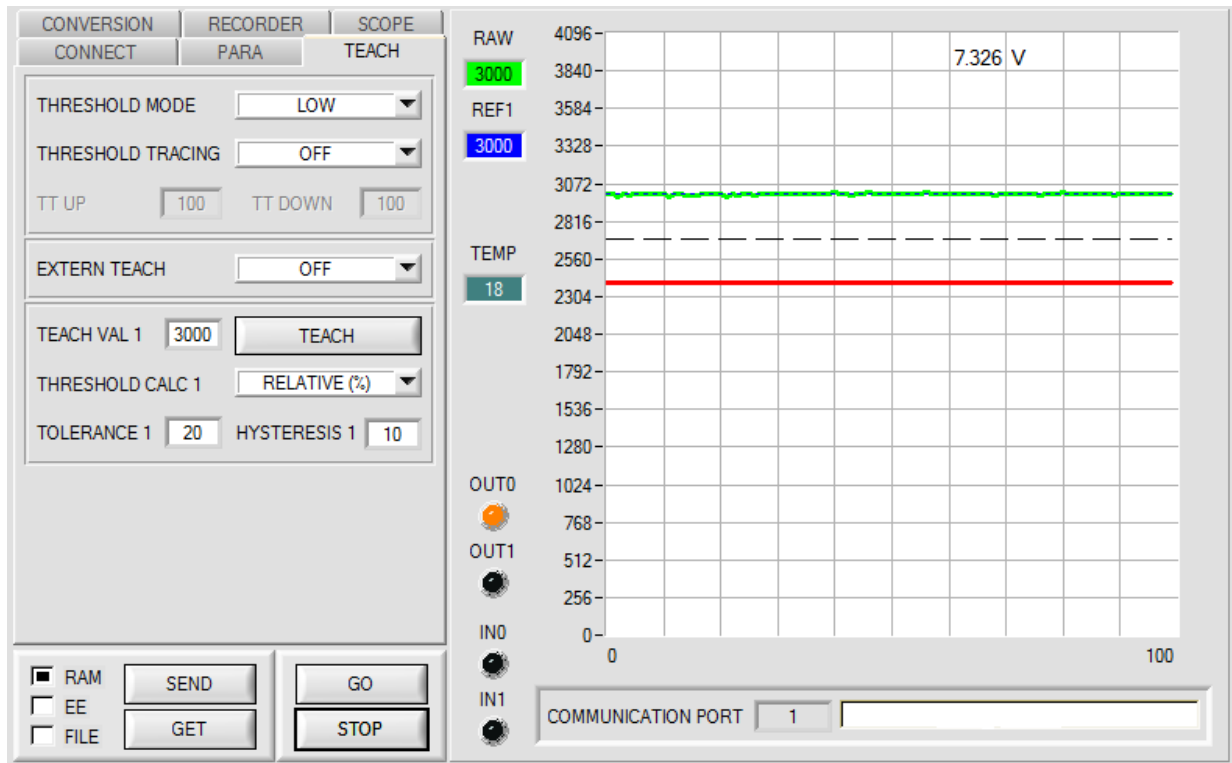 CONVERSION RECORDER SCOPE
CONNECT PARA TEACH
THRESHOLD MODE LOW
THRESHOLD TRACING OFF
TT UP 100 TT DOWN 100
EXTERN TEACH OFF
TEACH VAL 1 3000 TEACH
THRESHOLD CALC 1 RELATIVE (%)
TOLERANCE 1 20 HYSTERESIS 1 10
RAM SEND
EE
FILE GET
GO
STOP
RAW
3000
REF1
3000
TEMP
18
OUT0
OUT1
IN0
IN1
7.326 V
4096
3840
3584
3328
3072
2816
2560
2304
2048
1792
1536
1280
1024
768
512
256
0
0 100
COMMUNICATION PORT 1